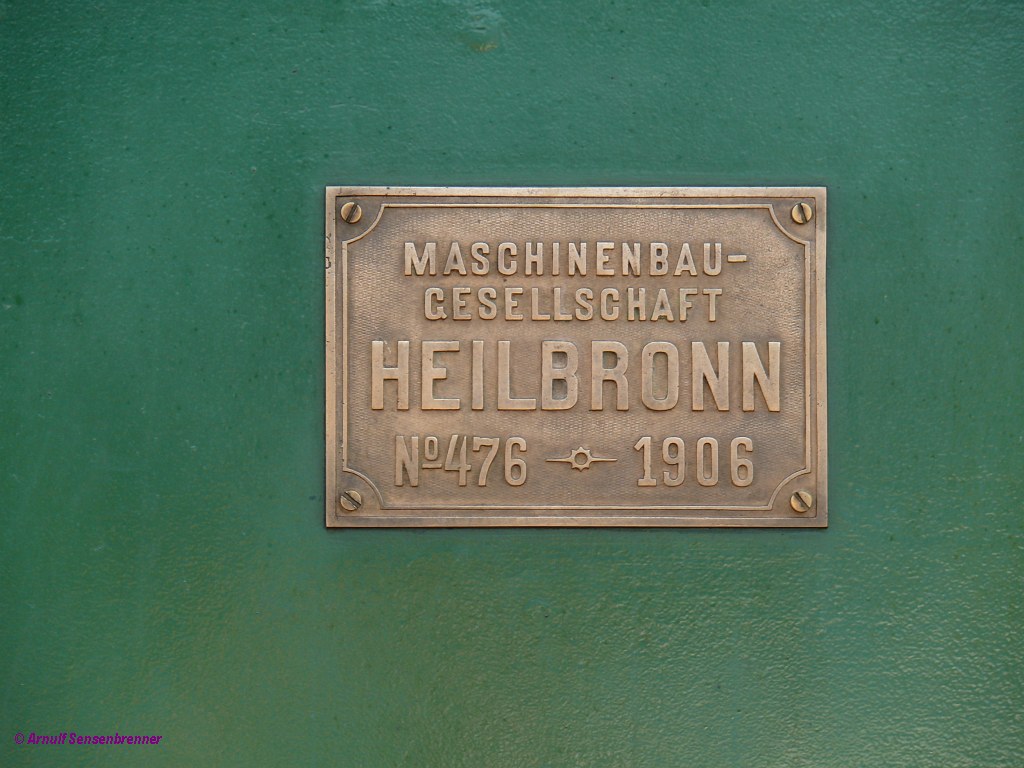 MASCHINENBAU-
GESELLSCHAFT
HEILBRONN
Nº476 1906
© Arnulf Sensenbrenner